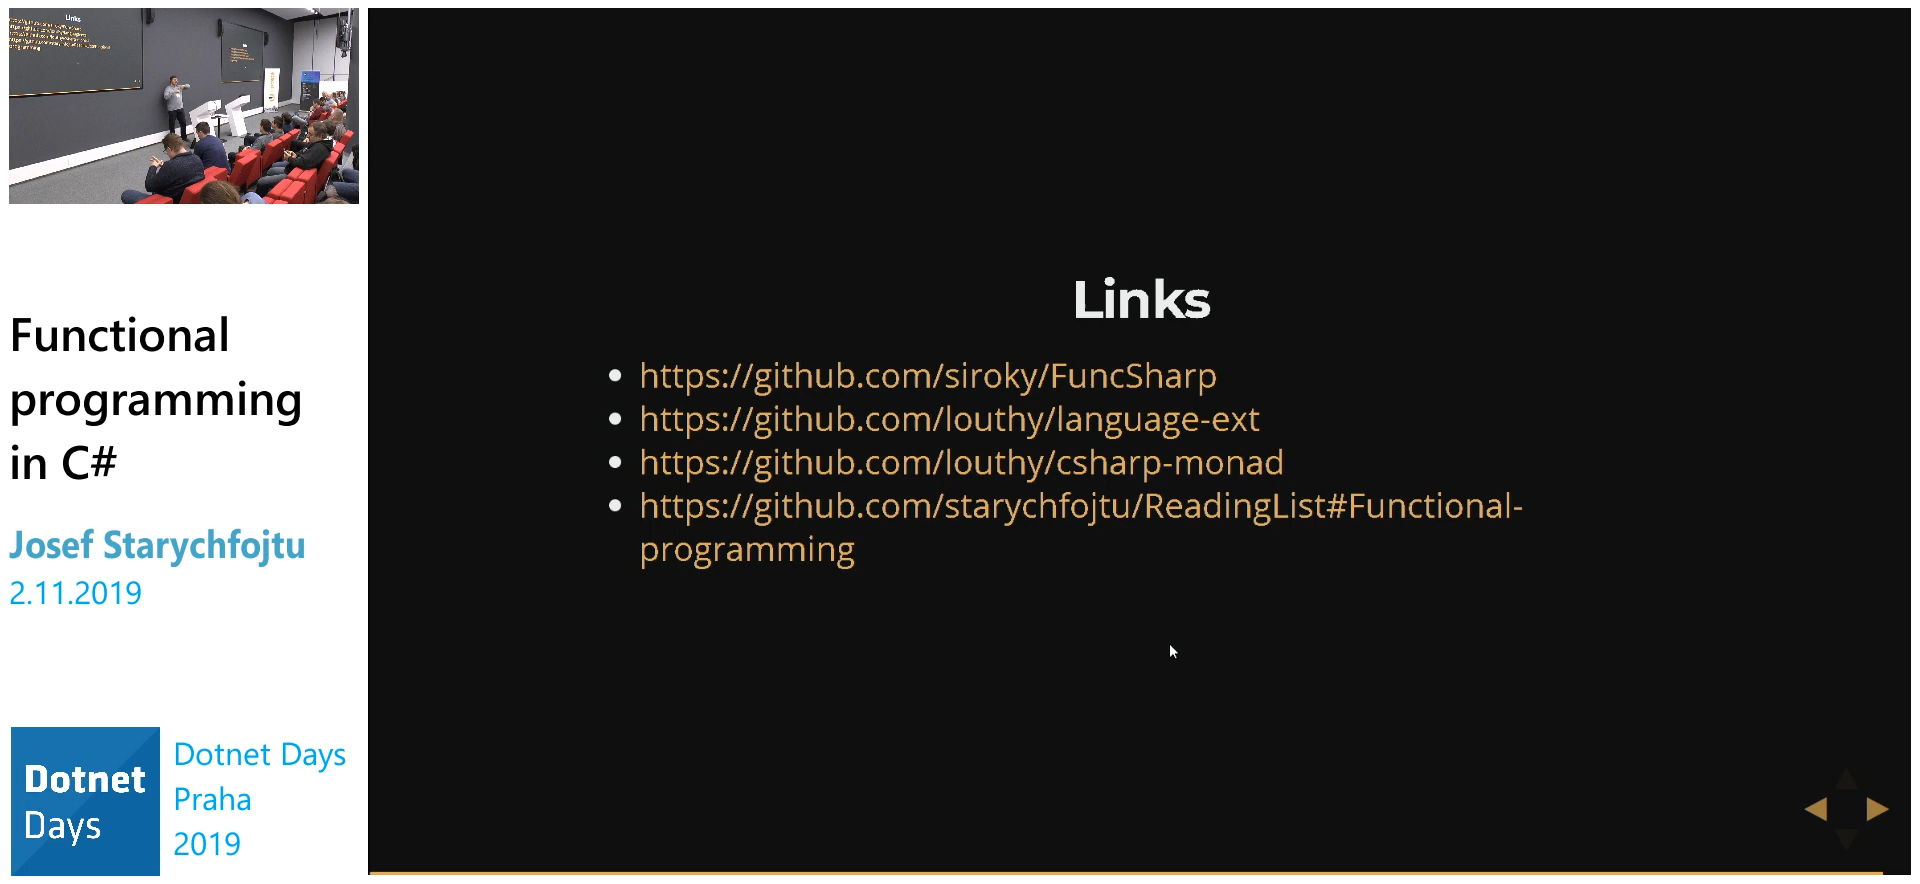 Functional
programming
in C#
Josef Starychfojtu
2.11.2019
Dotnet
Days
Dotnet Days
Praha
2019
Links
https://github.com/siroky/FuncSharp
https://github.com/louthy/language-ext
https://github.com/louthy/csharp-monad
https://github.com/starychfojtu/ReadingList#Functional-
programming